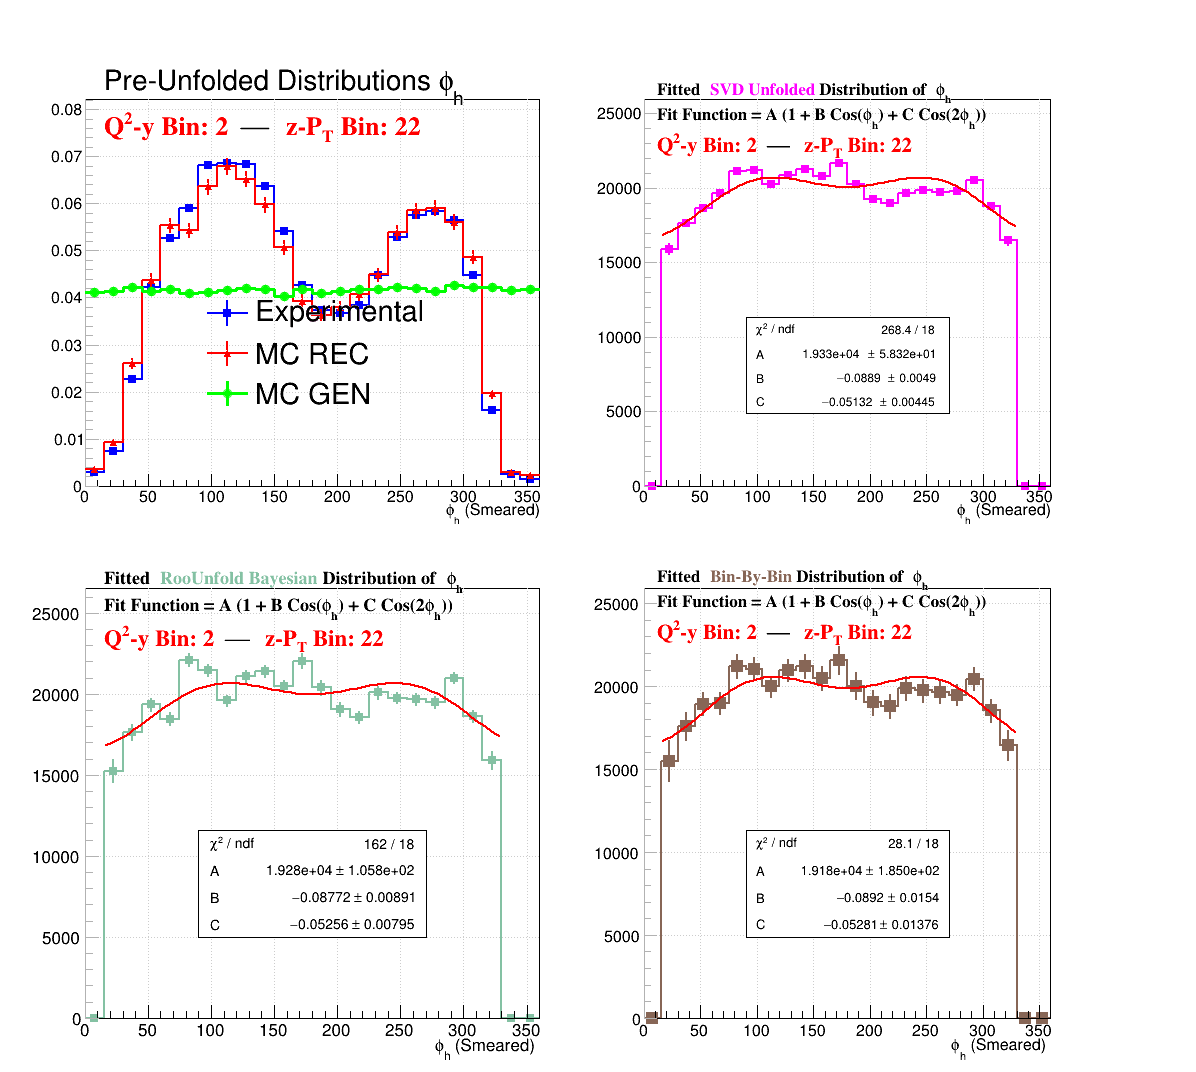 Pre-Unfolded Distributions ϕh
Q²-y Bin: 2 — z-PT Bin: 22
0.08
0.07
0.06
0.05
0.04
0.03
0.02
0.01
0
Experimental
MC REC
MC GEN
0 50 100 150 200 250 300 350
ϕh (Smeared)
Fitted SVD Unfolded Distribution of ϕh
Fit Function = A (1 + B Cos(ϕh) + C Cos(2ϕh))
Q²-y Bin: 2 — z-PT Bin: 22
25000
20000
15000
10000
5000
0
χ² / ndf 268.4 / 18
A 1.933e+04 ± 5.832e+01
B −0.0889 ± 0.0049
C −0.05132 ± 0.00445
0 50 100 150 200 250 300 350
ϕh (Smeared)
Fitted RooUnfold Bayesian Distribution of ϕh
Fit Function = A (1 + B Cos(ϕh) + C Cos(2ϕh))
Q²-y Bin: 2 — z-PT Bin: 22
25000
20000
15000
10000
5000
0
χ² / ndf 162 / 18
A 1.928e+04 ± 1.058e+02
B −0.08772 ± 0.00891
C −0.05256 ± 0.00795
0 50 100 150 200 250 300 350
ϕh (Smeared)
Fitted Bin-By-Bin Distribution of ϕh
Fit Function = A (1 + B Cos(ϕh) + C Cos(2ϕh))
Q²-y Bin: 2 — z-PT Bin: 22
25000
20000
15000
10000
5000
0
χ² / ndf 28.1 / 18
A 1.918e+04 ± 1.850e+02
B −0.0892 ± 0.0154
C −0.05281 ± 0.01376
0 50 100 150 200 250 300 350
ϕh (Smeared)